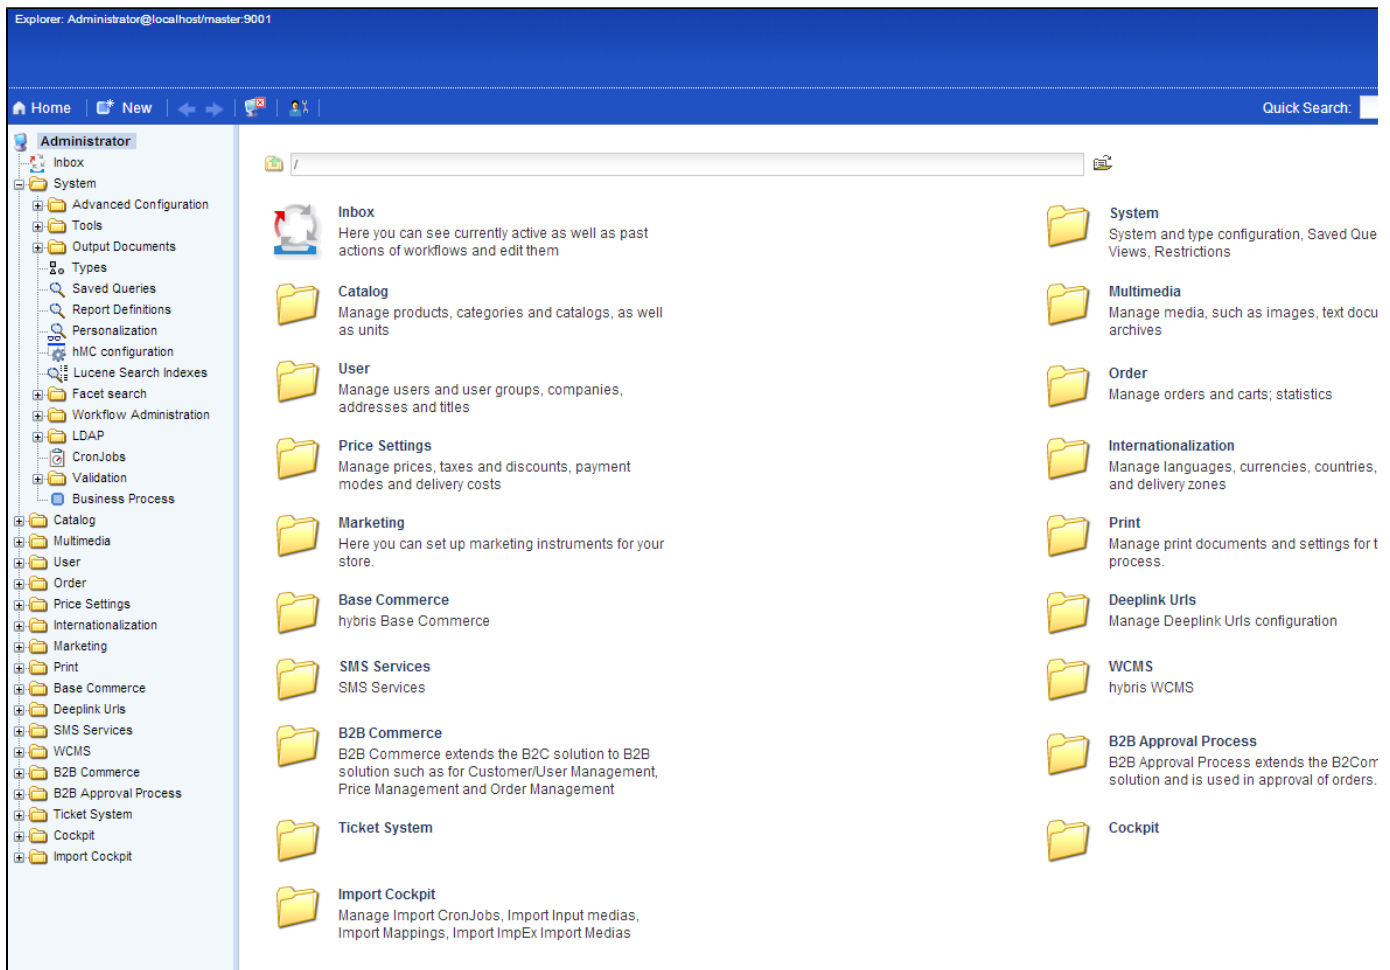 Explorer: Administrator@localhost/master:9001
Home
New
Quick Search:
Administrator
Inbox
System
Advanced Configuration
Tools
Output Documents
Types
Saved Queries
Report Definitions
Personalization
hMC configuration
Lucene Search Indexes
Facet search
Workflow Administration
LDAP
CronJobs
Validation
Business Process
Catalog
Multimedia
User
Order
Price Settings
Internationalization
Marketing
Print
Base Commerce
Deeplink Urls
SMS Services
WCMS
B2B Commerce
B2B Approval Process
Ticket System
Cockpit
Import Cockpit
/
Inbox
Here you can see currently active as well as past
actions of workflows and edit them
System
System and type configuration, Saved Que
Views, Restrictions
Catalog
Manage products, categories and catalogs, as well
as units
Multimedia
Manage media, such as images, text docu
archives
User
Manage users and user groups, companies,
addresses and titles
Order
Manage orders and carts; statistics
Price Settings
Manage prices, taxes and discounts, payment
modes and delivery costs
Internationalization
Manage languages, currencies, countries,
and delivery zones
Marketing
Here you can set up marketing instruments for your
store.
Print
Manage print documents and settings for t
process.
Base Commerce
hybris Base Commerce
Deeplink Urls
Manage Deeplink Urls configuration
SMS Services
SMS Services
WCMS
hybris WCMS
B2B Commerce
B2B Commerce extends the B2C solution to B2B
solution such as for Customer/User Management,
Price Management and Order Management
B2B Approval Process
B2B Approval Process extends the B2Com
solution and is used in approval of orders.
Ticket System
Cockpit
Import Cockpit
Manage Import CronJobs, Import Input medias,
Import Mappings, Import ImpEx Import Medias